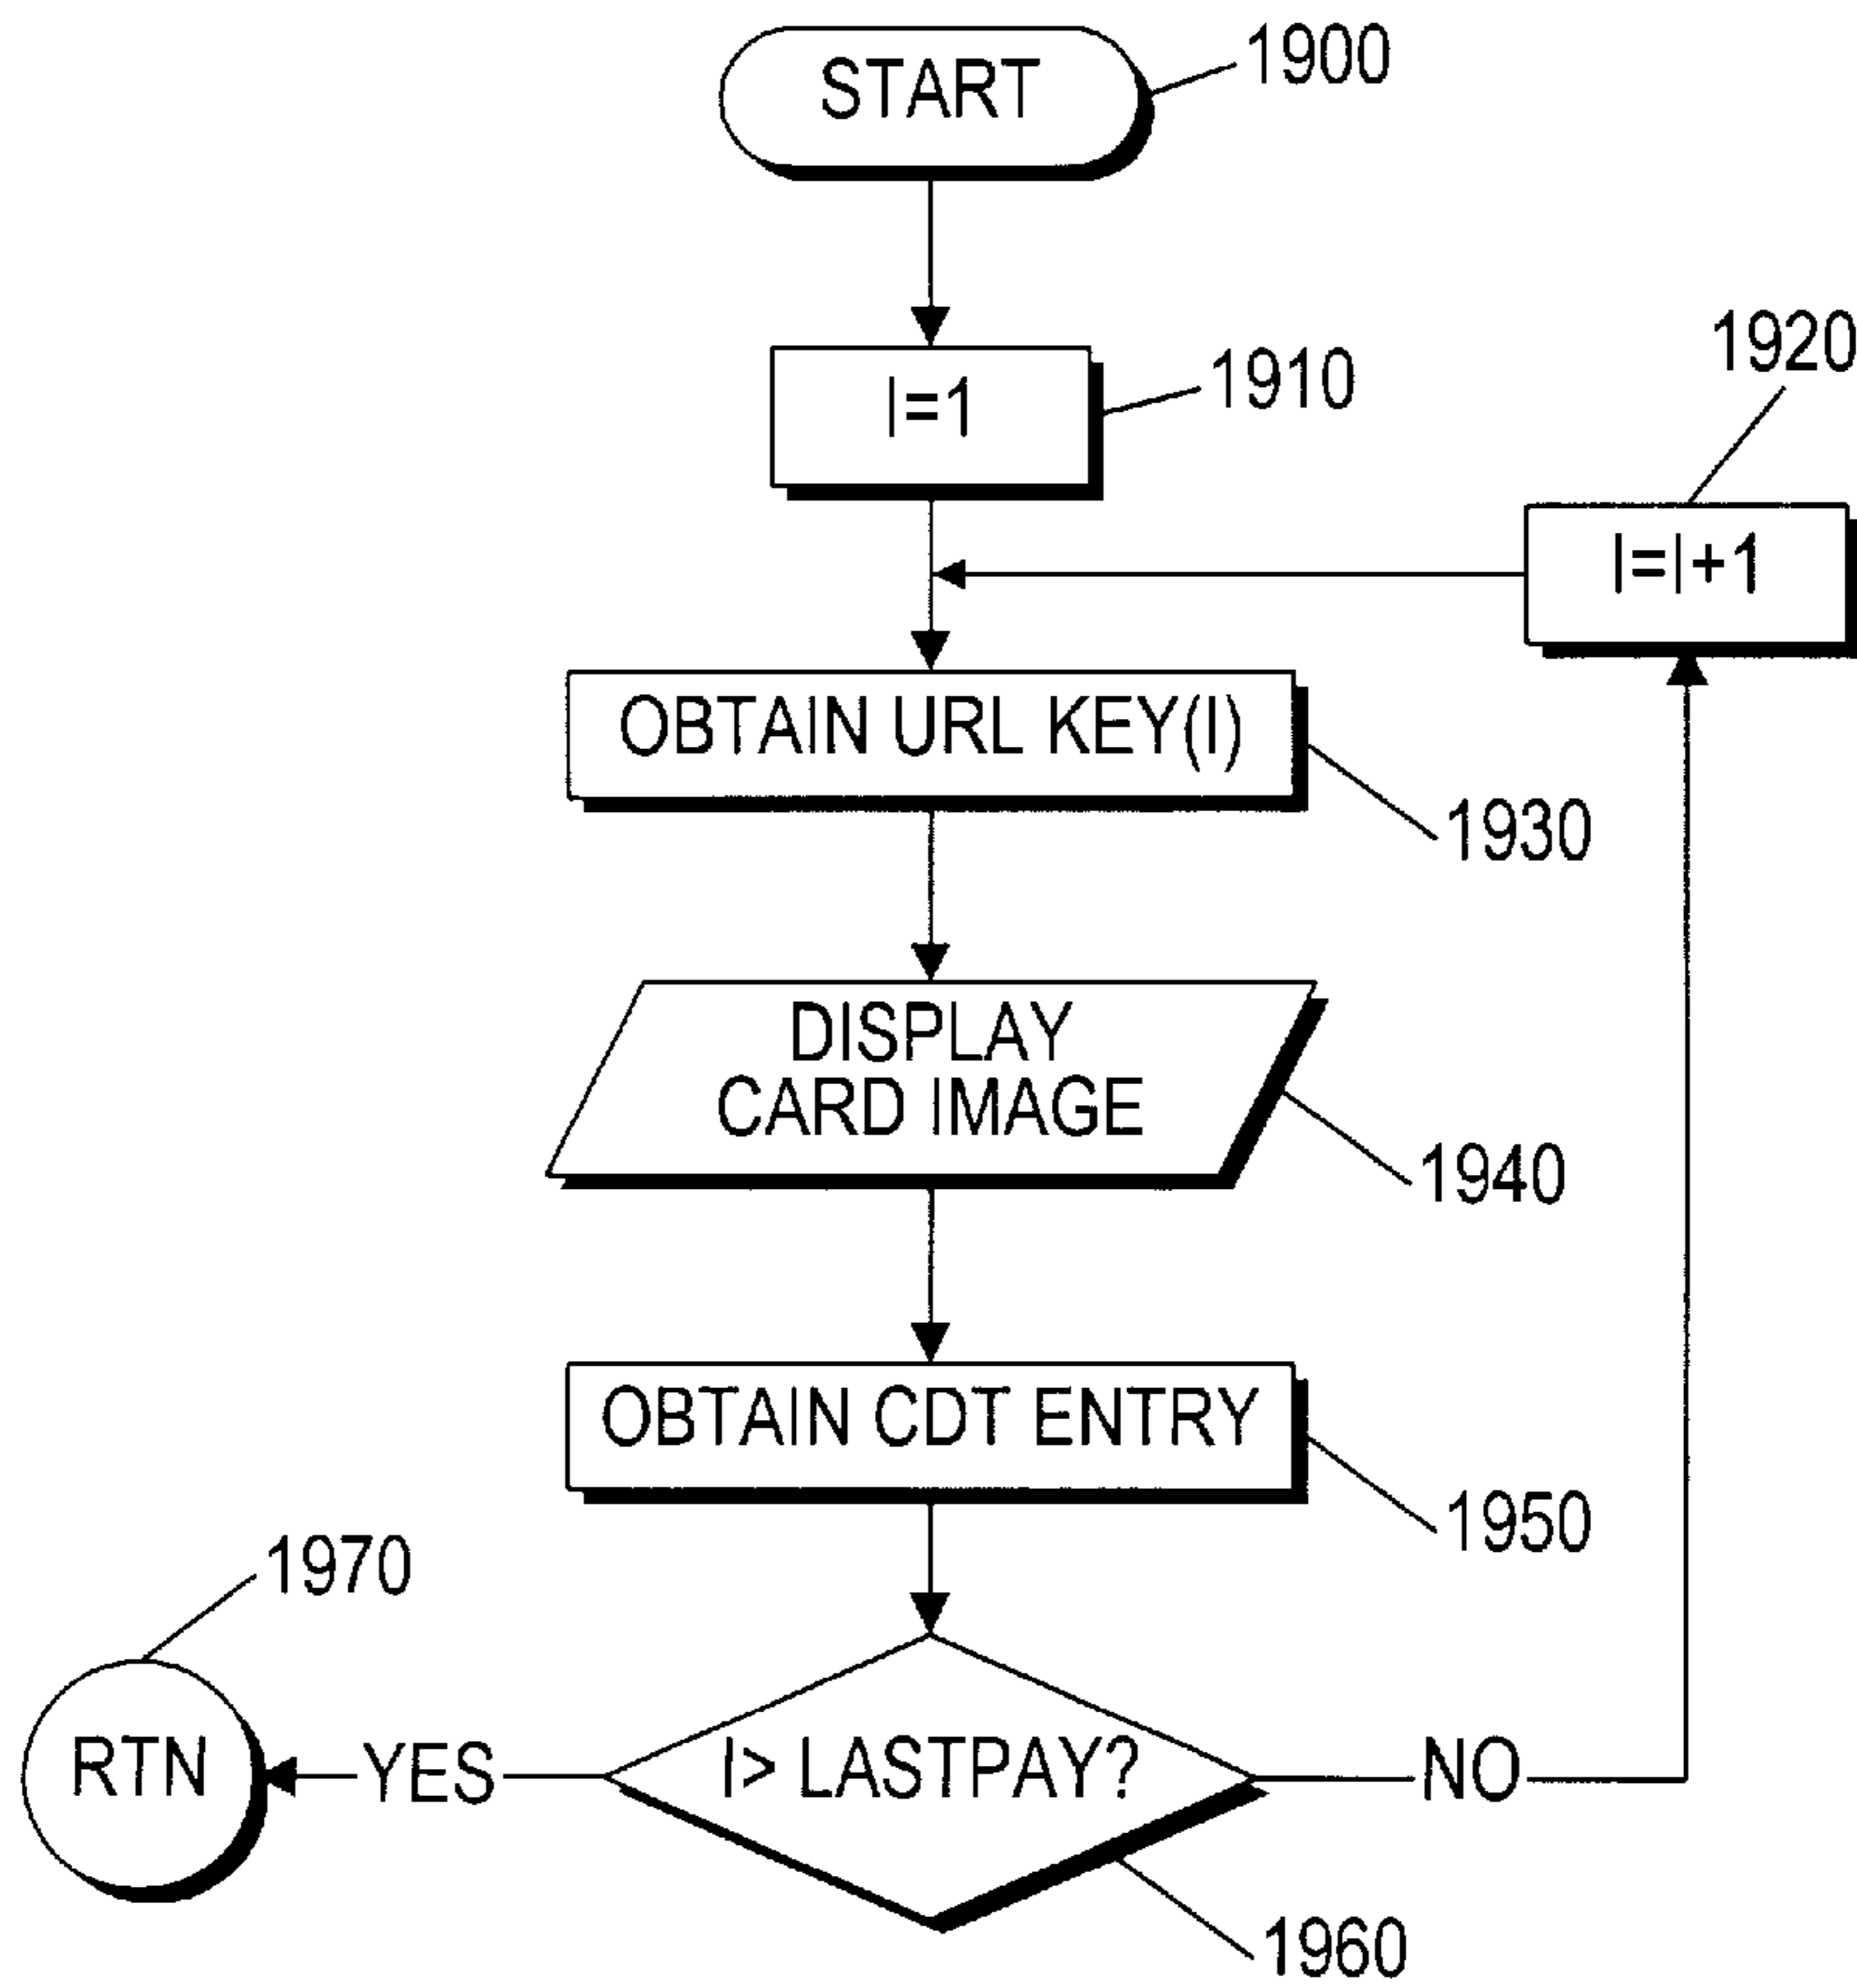 START
1900
I=1
1910
1920
I=I+1
OBTAIN URL KEY(I)
1930
DISPLAY
CARD IMAGE
1940
OBTAIN CDT ENTRY
1950
1970
RTN
YES
I> LASTPAY?
NO
1960